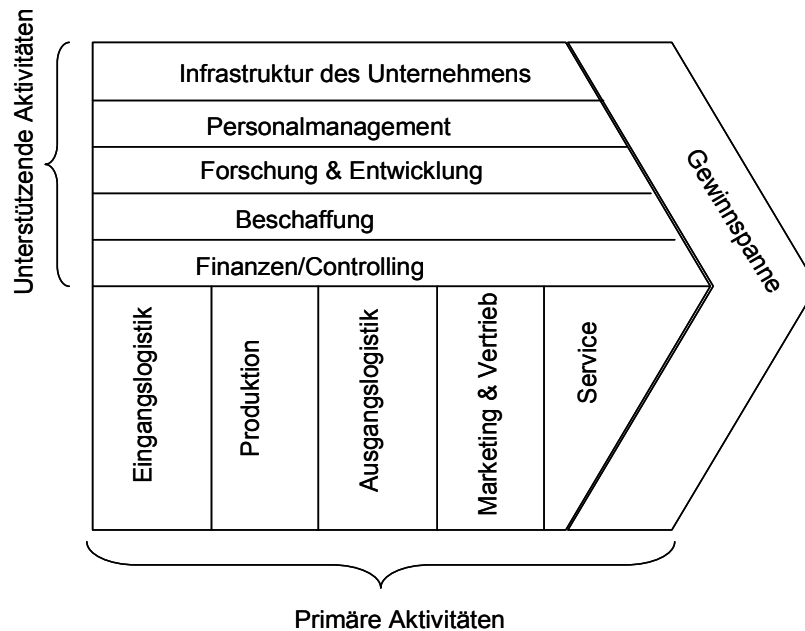 Unterstützende Aktivitäten
Infrastruktur des Unternehmens
Personalmanagement
Forschung & Entwicklung
Beschaffung
Finanzen/Controlling
Gewinnspanne
Eingangslogistik
Produktion
Ausgangslogistik
Marketing & Vertrieb
Service
Primäre Aktivitäten